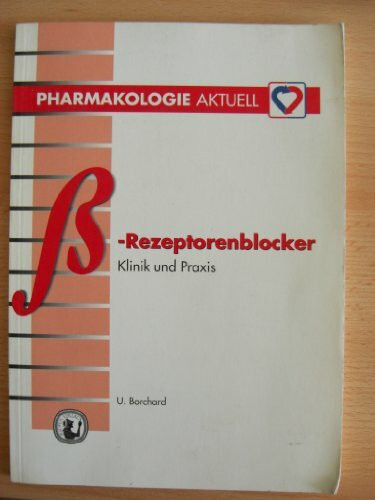 PHARMAKOLOGIE AKTUELL
β-Rezeptorenblocker
Klinik und Praxis
U. Borchard